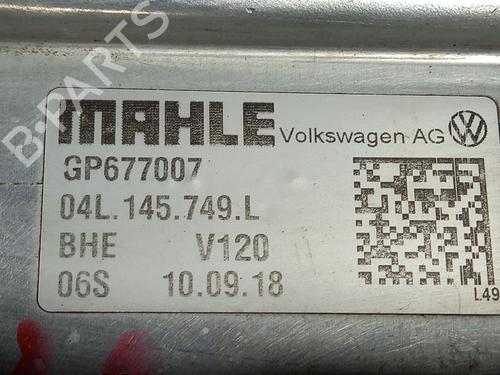 B-PARTS
MAHLE Volkswagen AG
GP677007
04L.145.749.L
BHE V120
06S 10.09.18
L49